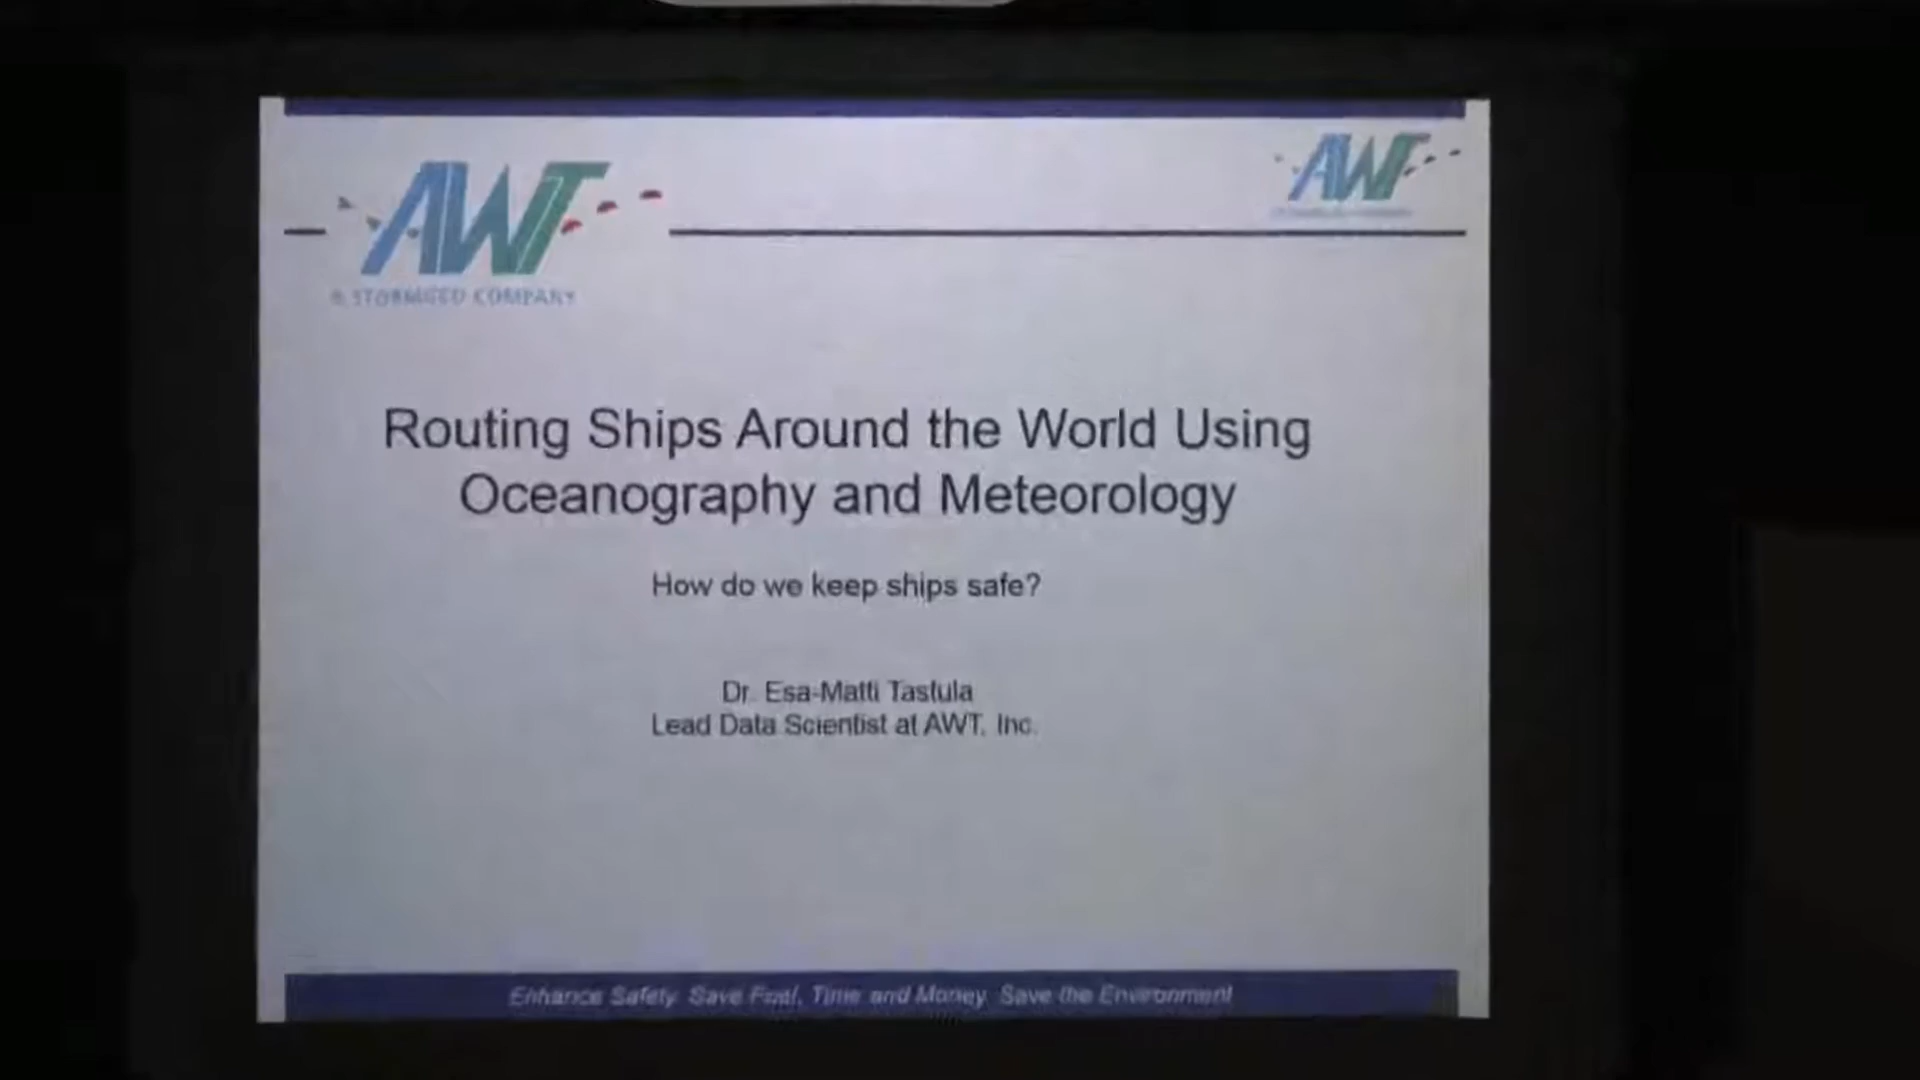 AWT
AWT
A STORMGEO COMPANY
Routing Ships Around the World Using
Oceanography and Meteorology
How do we keep ships safe?
Dr. Esa-Matti Tastula
Lead Data Scientist at AWT, Inc.
Enhance Safety. Save Fuel, Time and Money. Save the Environment